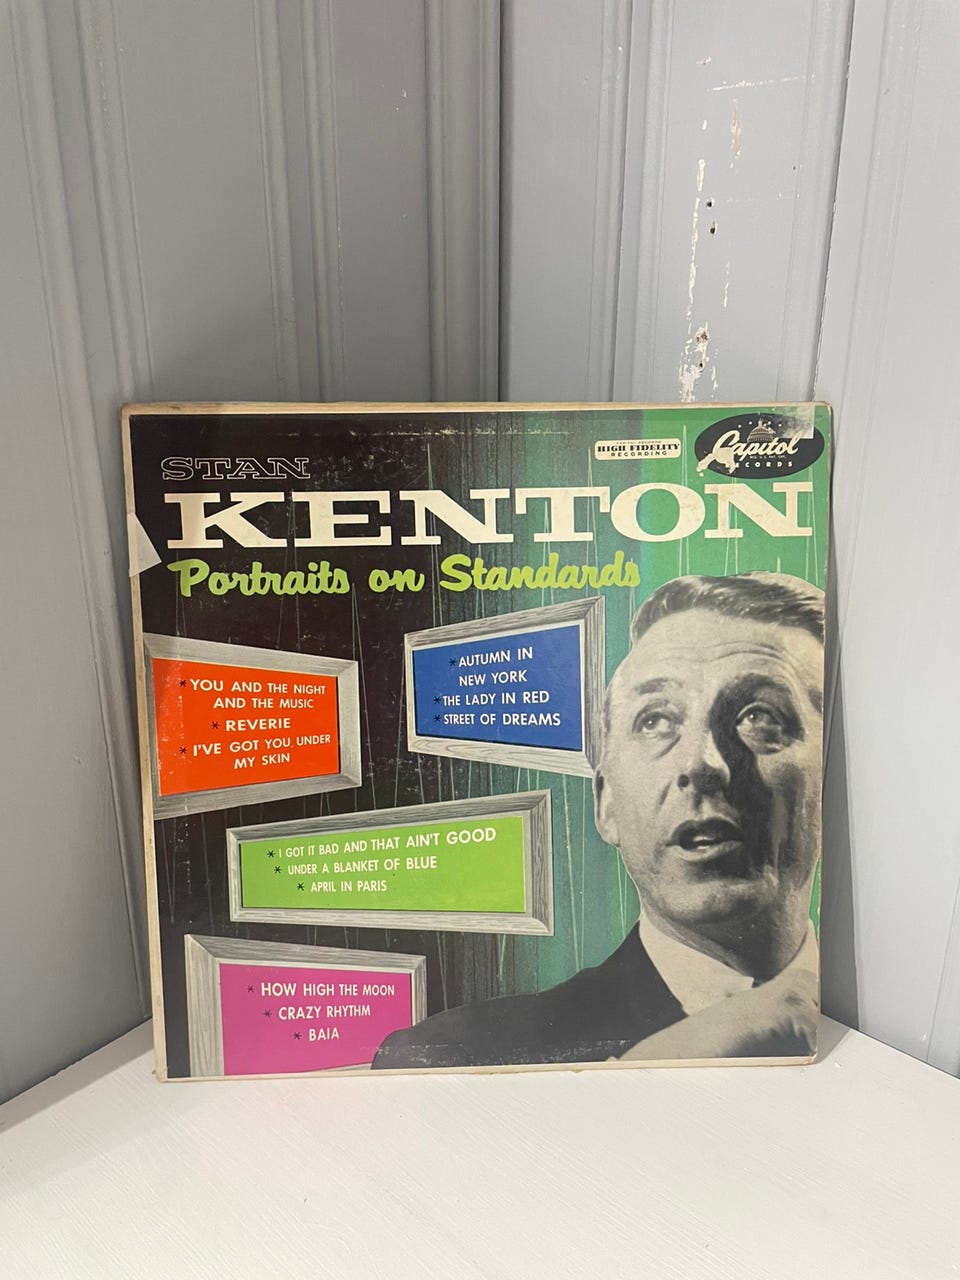 CAPITOL RECORDS
HIGH FIDELITY
RECORDING
Capitol
RECORDS
STAN
KENTON
Portraits on Standards
*YOU AND THE NIGHT
AND THE MUSIC
* REVERIE
* I'VE GOT YOU UNDER
MY SKIN
*AUTUMN IN
NEW YORK
*THE LADY IN RED
*STREET OF DREAMS
* I GOT IT BAD AND THAT AIN'T GOOD
* UNDER A BLANKET OF BLUE
* APRIL IN PARIS
* HOW HIGH THE MOON
* CRAZY RHYTHM
* BAIA